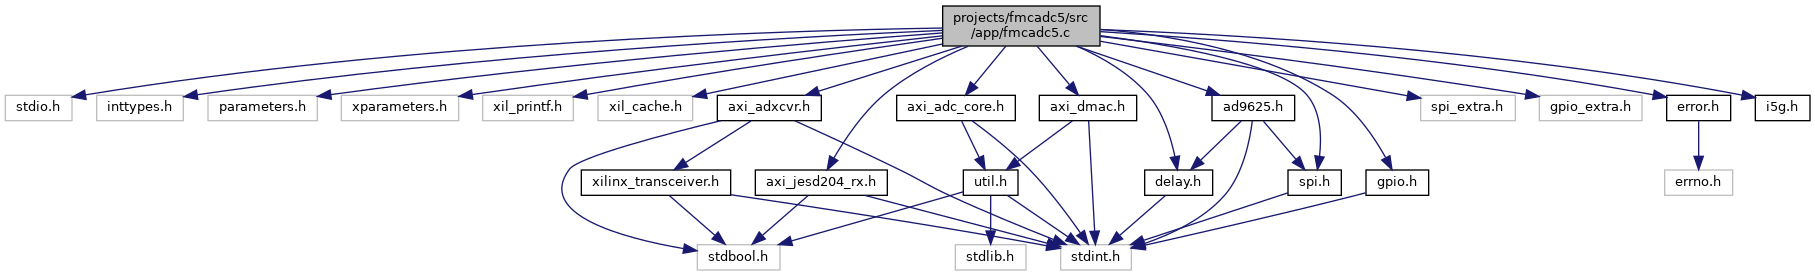 projects/fmcadc5/src
/app/fmcadc5.c
stdio.h
inttypes.h
parameters.h
xparameters.h
xil_printf.h
xil_cache.h
axi_adxcvr.h
axi_adc_core.h
axi_dmac.h
ad9625.h
spi_extra.h
gpio_extra.h
error.h
i5g.h
xilinx_transceiver.h
axi_jesd204_rx.h
util.h
delay.h
spi.h
gpio.h
errno.h
stdbool.h
stdlib.h
stdint.h